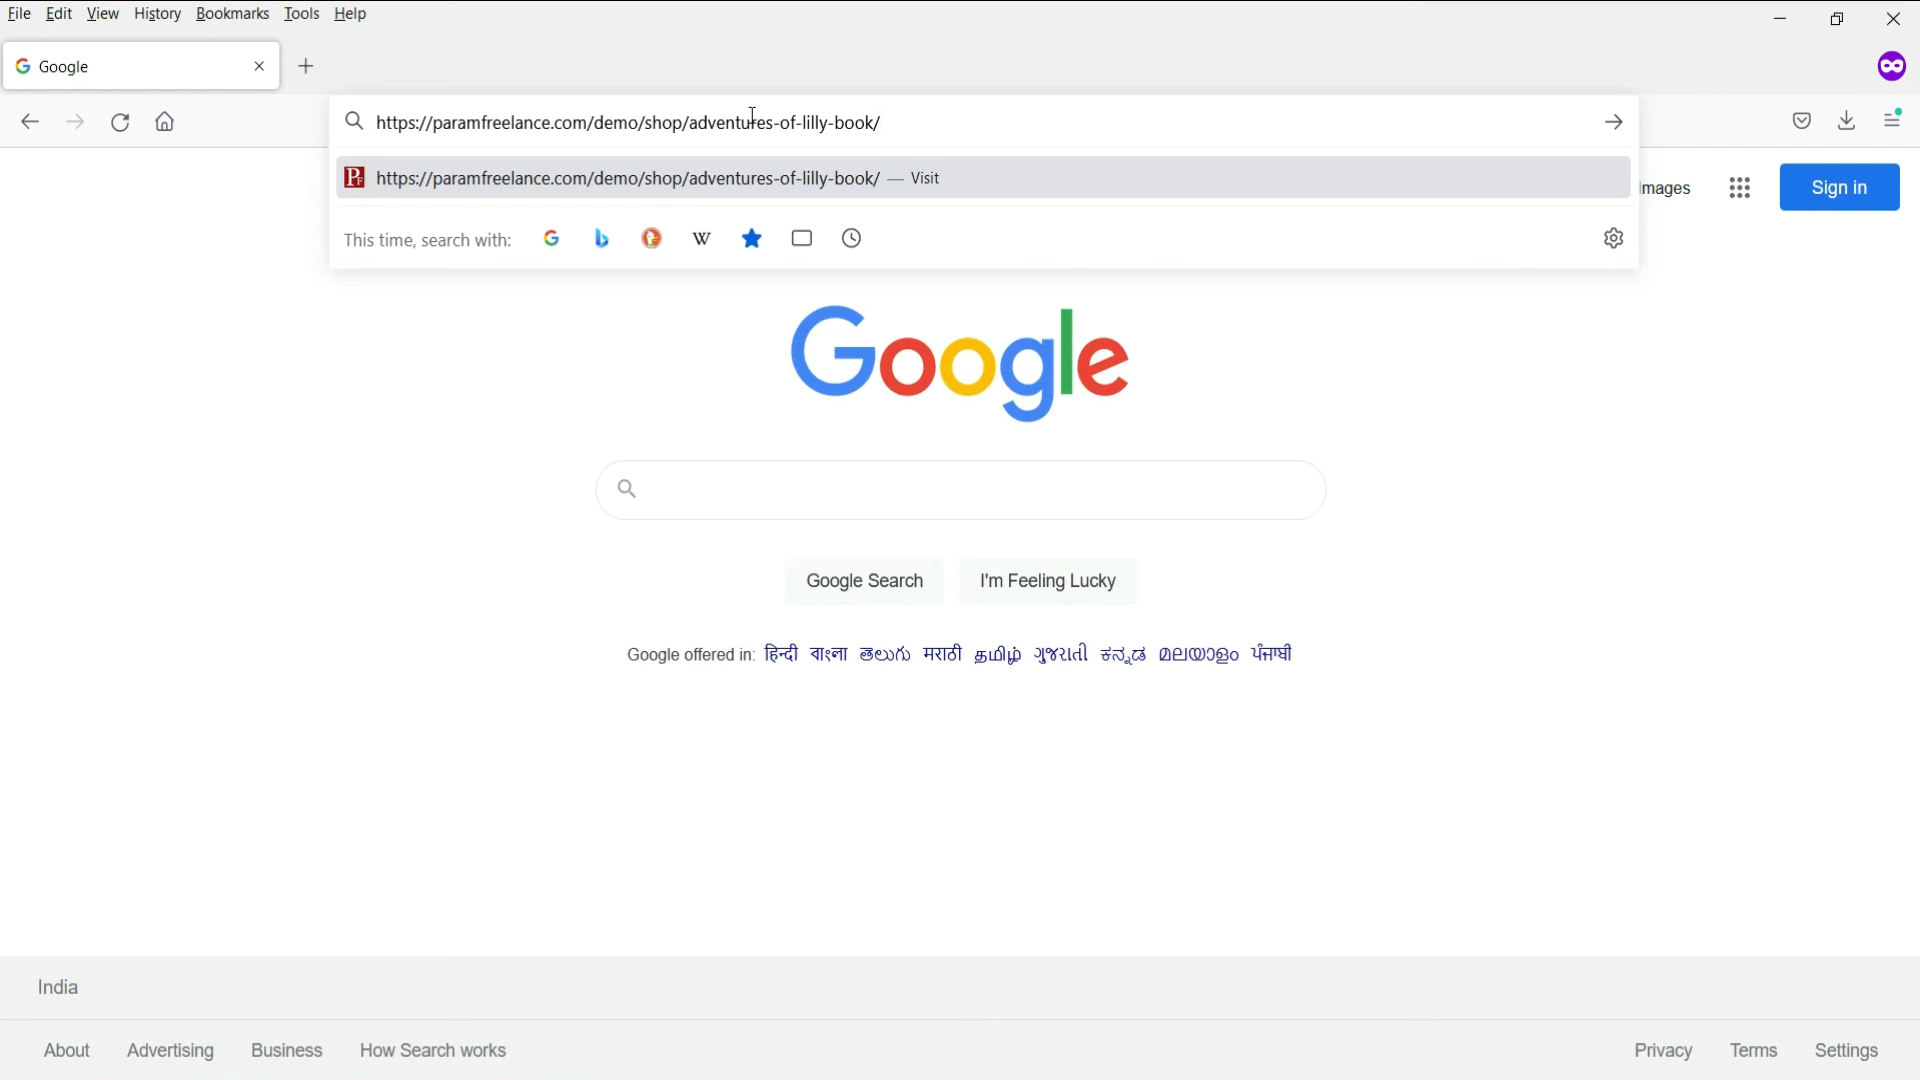 File Edit View History Bookmarks Tools Help
Google
https://paramfreelance.com/demo/shop/adventures-of-lilly-book/
https://paramfreelance.com/demo/shop/adventures-of-lilly-book/ — Visit
Images
Sign in
This time, search with:
Google
Google Search
I'm Feeling Lucky
Google offered in: हिन्दी বাংলা తెలుగు मराठी தமிழ் ગુજરાતી ಕನ್ನಡ മലയാളം ਪੰਜਾਬੀ
India
About Advertising Business How Search works
Privacy Terms Settings